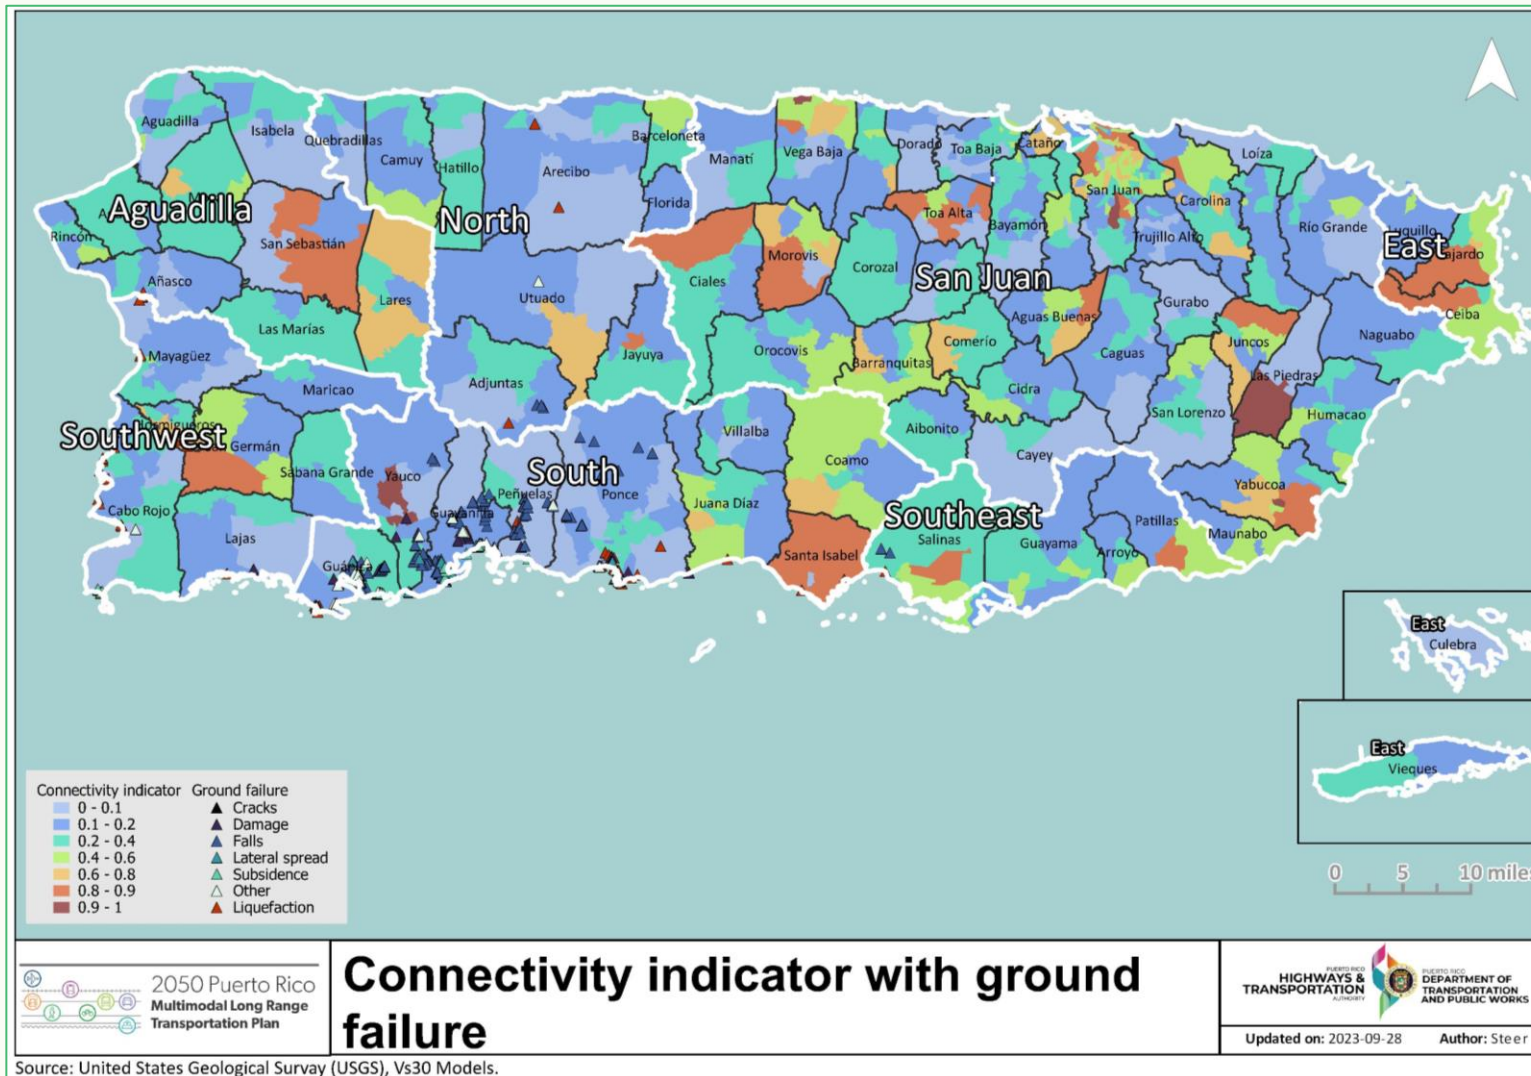 Aguadilla
Isabela
Quebradillas
Camuy
Hatillo
Arecibo
Barceloneta
Manatí
Vega Baja
Dorado
Toa Baja
Cataño
San Juan
Carolina
Loíza
Río Grande
Florida
Toa Alta
Bayamón
Trujillo Alto
East
Aguadilla
North
Rincón
San Sebastián
Añasco
Lares
Utuado
Ciales
Morovis
Corozal
San Juan
Gurabo
Ceiba
Las Marías
Aguas Buenas
Naguabo
Mayagüez
Jayuya
Orocovis
Barranquitas
Comerío
Caguas
Juncos
Las Piedras
Maricao
Adjuntas
Cidra
San Lorenzo
Humacao
Southwest
Germán
Sabana Grande
Yauco
South
Villalba
Aibonito
Cayey
Peñuelas
Ponce
Coamo
Juana Díaz
Yabucoa
Cabo Rojo
Guayanilla
Southeast
Patillas
Lajas
Salinas
Guayama
Arroyo
Maunabo
Santa Isabel
Guánica
East
Culebra
East
Vieques
Connectivity indicator
0 - 0.1
0.1 - 0.2
0.2 - 0.4
0.4 - 0.6
0.6 - 0.8
0.8 - 0.9
0.9 - 1
Ground failure
Cracks
Damage
Falls
Lateral spread
Subsidence
Other
Liquefaction
0 5 10 miles
2050 Puerto Rico
Multimodal Long Range
Transportation Plan
Connectivity indicator with ground
failure
PUERTO RICO
HIGHWAYS &
TRANSPORTATION
AUTHORITY
PUERTO RICO
DEPARTMENT OF
TRANSPORTATION
AND PUBLIC WORKS
Updated on: 2023-09-28 Author: Steer
Source: United States Geological Survay (USGS), Vs30 Models.